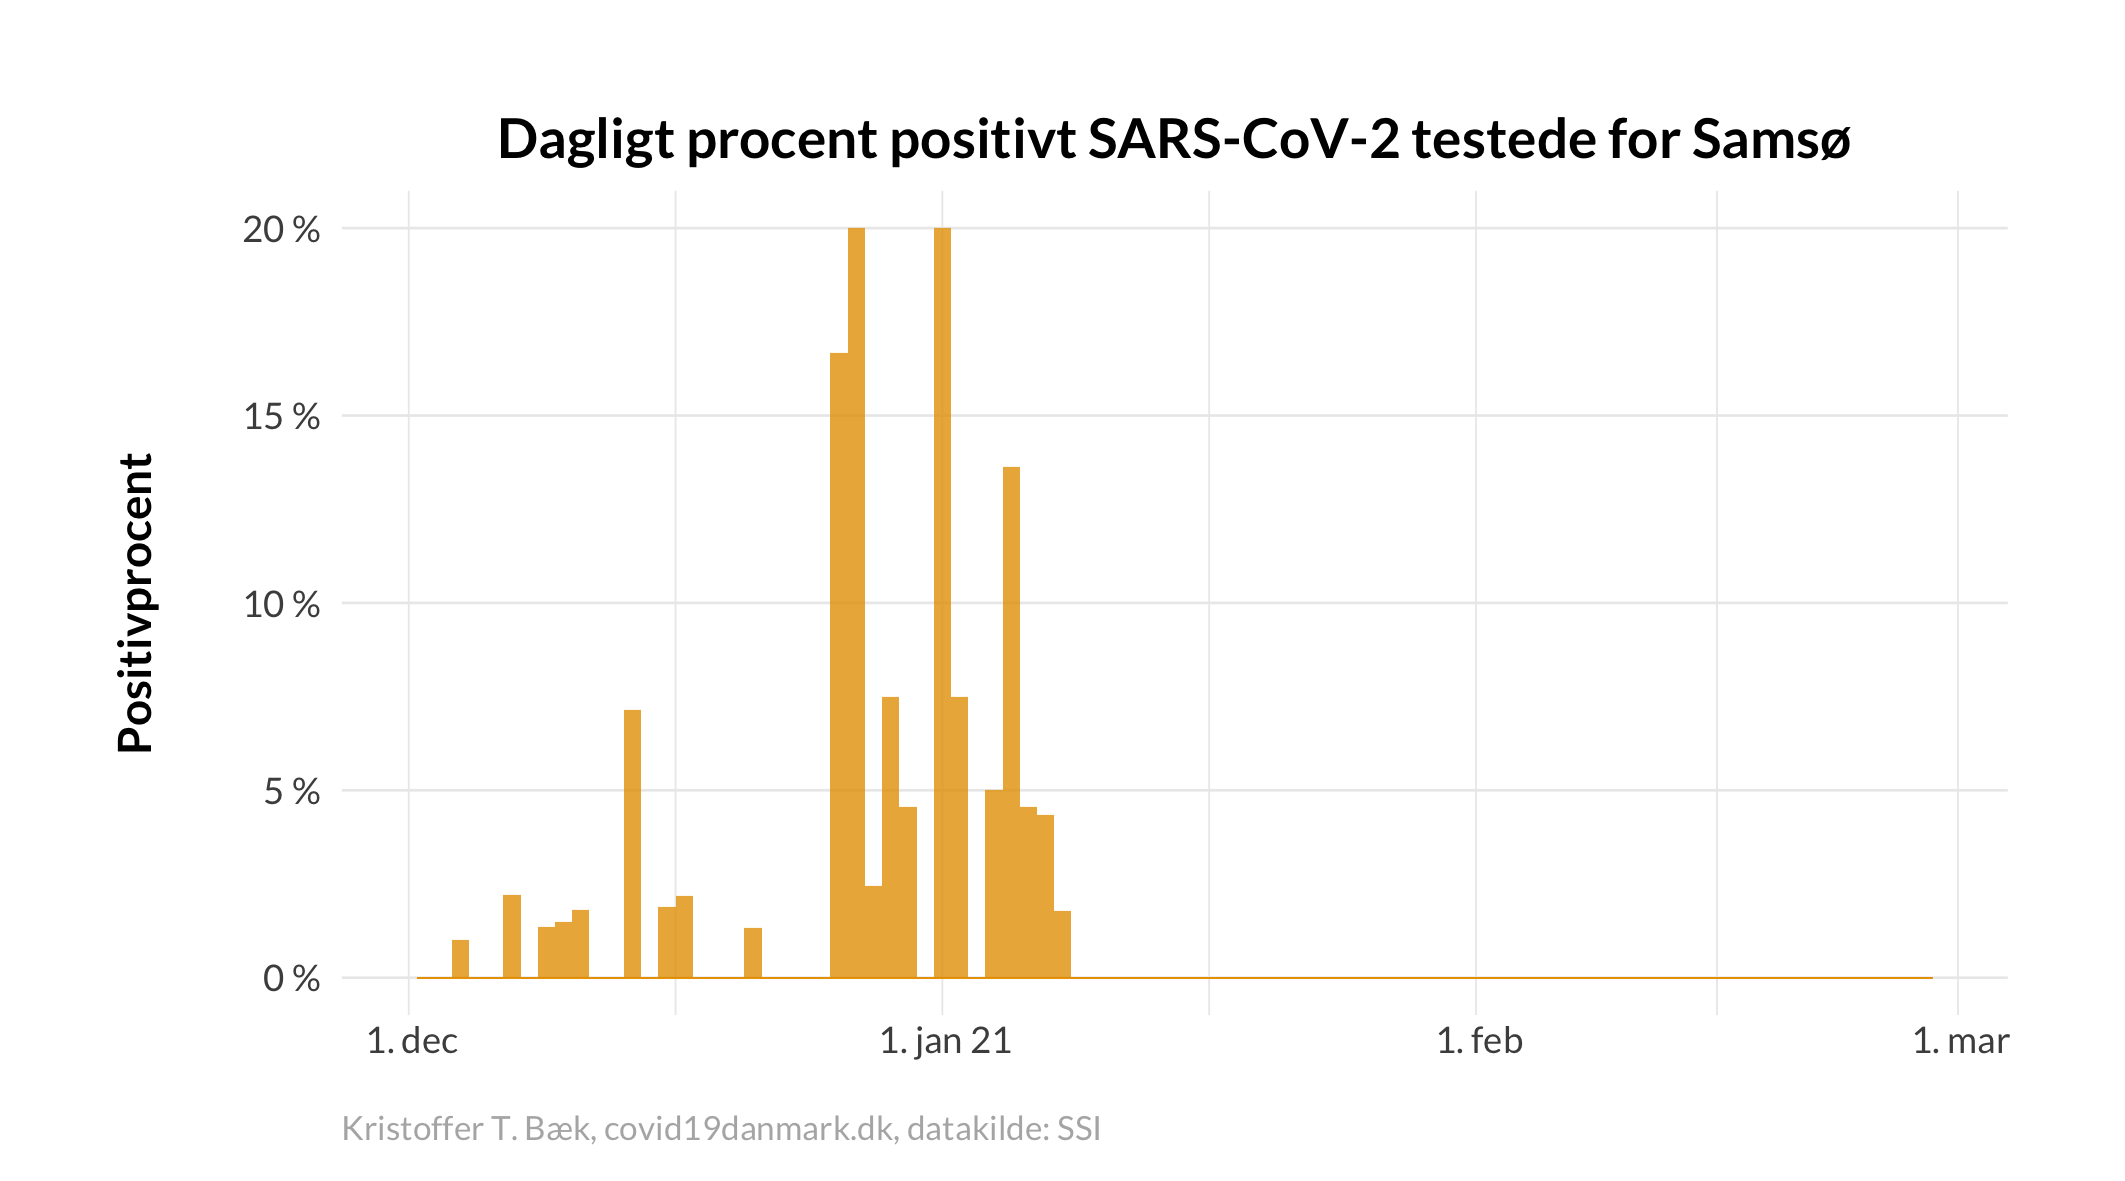 Dagligt procent positivt SARS-CoV-2 testede for Samsø
Positivprocent
20 %
15 %
10 %
5 %
0 %
1. dec
1. jan 21
1. feb
1. mar
Kristoffer T. Bæk, covid19danmark.dk, datakilde: SSI